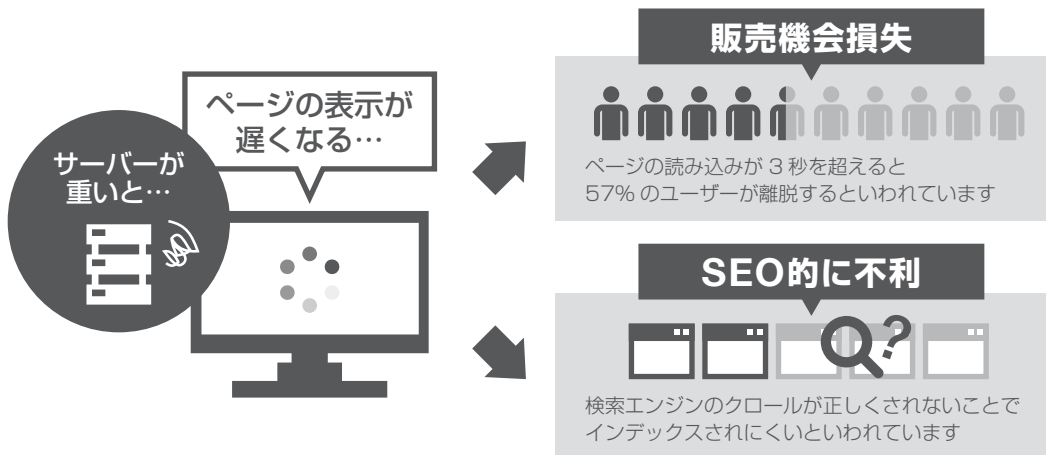 サーバーが
重いと…
ページの表示が
遅くなる…
販売機会損失
ページの読み込みが 3 秒を超えると
57% のユーザーが離脱するといわれています
SEO的に不利
?
検索エンジンのクロールが正しくされないことで
インデックスされにくいといわれています